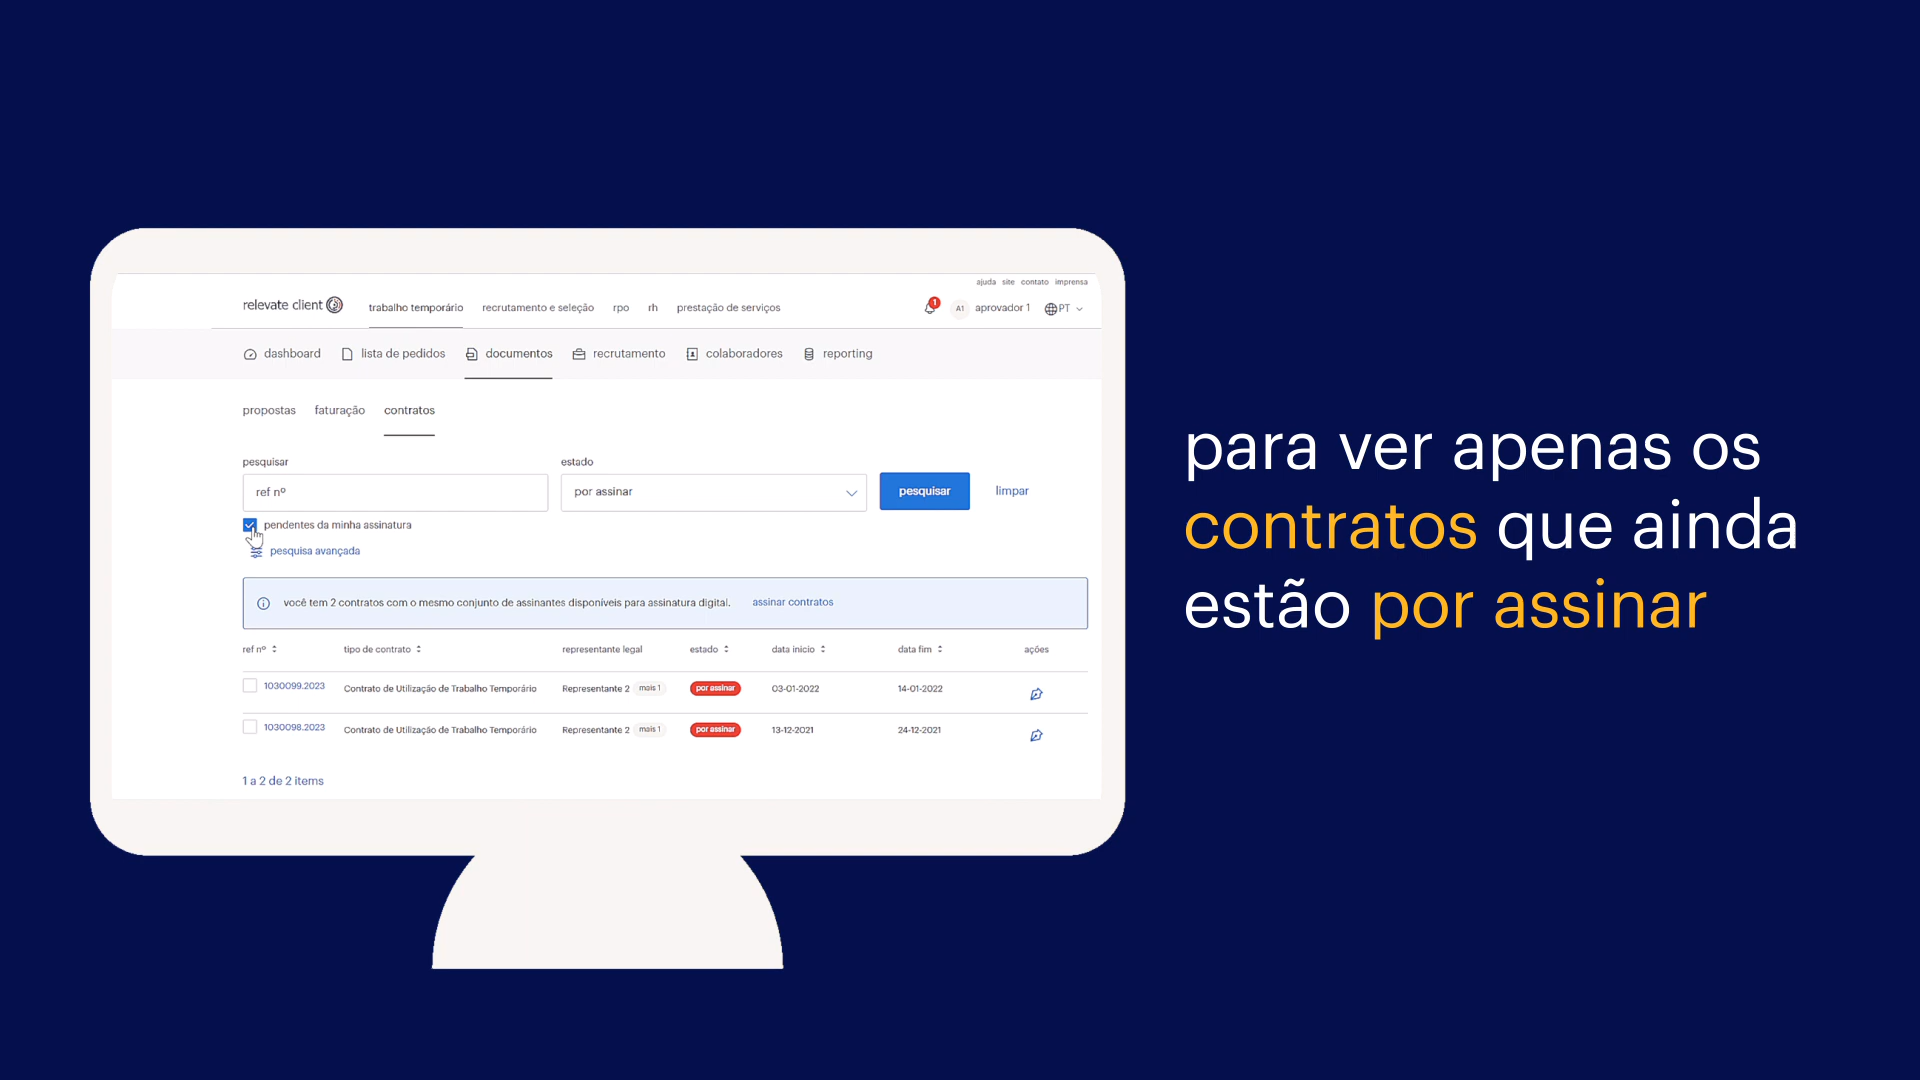 ajuda site contato imprensa
relevate client
trabalho temporário recrutamento e seleção rpo rh prestação de serviços
1
A1 aprovador 1 PT
dashboard lista de pedidos documentos recrutamento colaboradores reporting
propostas faturação contratos
pesquisar estado
ref nº por assinar pesquisar limpar
pendentes da minha assinatura
pesquisa avançada
você tem 2 contratos com o mesmo conjunto de assinantes disponíveis para assinatura digital. assinar contratos
ref nº tipo de contrato representante legal estado data inicio data fim ações
1030099.2023 Contrato de Utilização de Trabalho Temporário Representante 2 mais 1 por assinar 03-01-2022 14-01-2022
1030098.2023 Contrato de Utilização de Trabalho Temporário Representante 2 mais 1 por assinar 13-12-2021 24-12-2021
1 a 2 de 2 items
para ver apenas os
contratos que ainda
estão por assinar